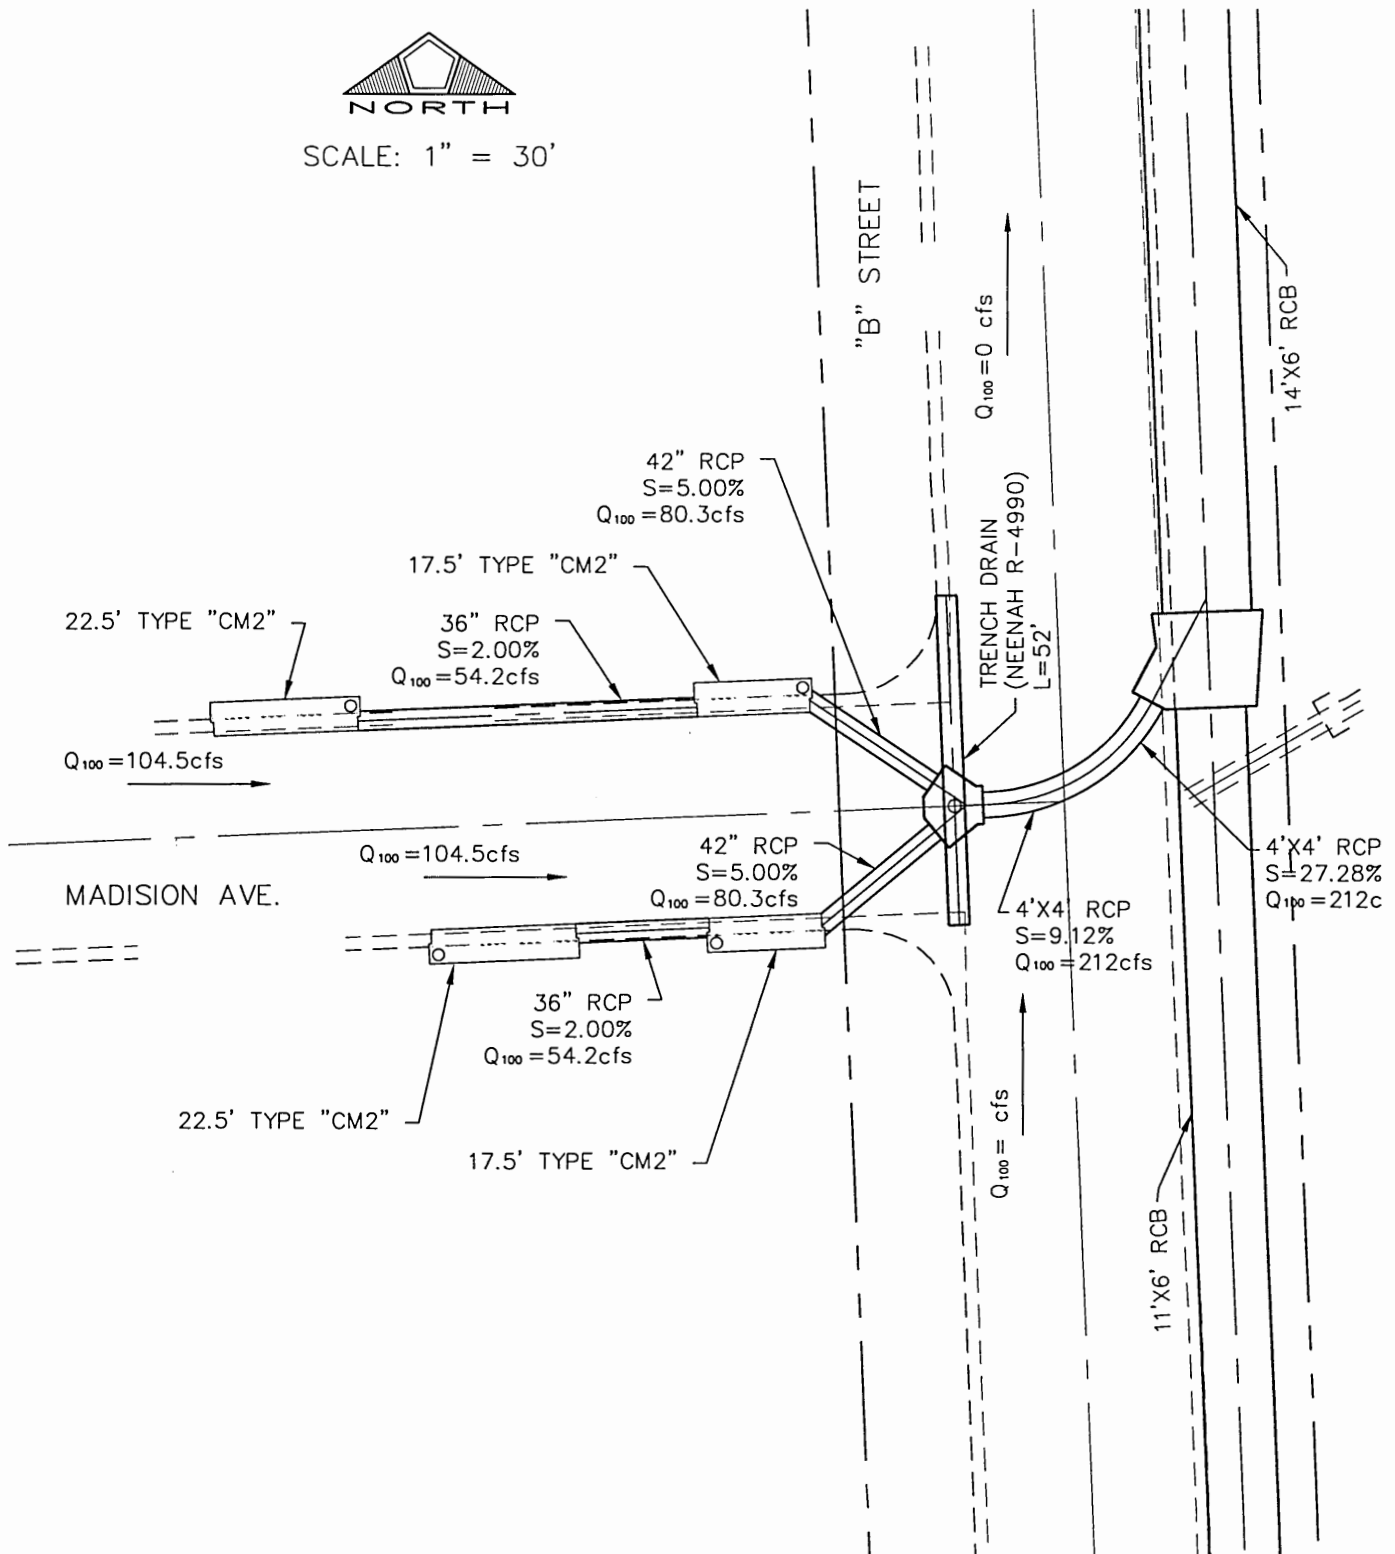 NORTH
SCALE: 1" = 30'
"B" STREET
Q100=0 cfs
14'X6' RCB
42" RCP
S=5.00%
Q100=80.3cfs
17.5' TYPE "CM2"
22.5' TYPE "CM2"
36" RCP
S=2.00%
Q100=54.2cfs
TRENCH DRAIN
(NEENAH R-4990)
L=52'
Q100=104.5cfs
Q100=104.5cfs
MADISION AVE.
42" RCP
S=5.00%
Q100=80.3cfs
4'X4' RCP
S=27.28%
Q100=212c
4'X4' RCP
S=9.12%
Q100=212cfs
36" RCP
S=2.00%
Q100=54.2cfs
22.5' TYPE "CM2"
17.5' TYPE "CM2"
Q100= cfs
11'X6' RCB